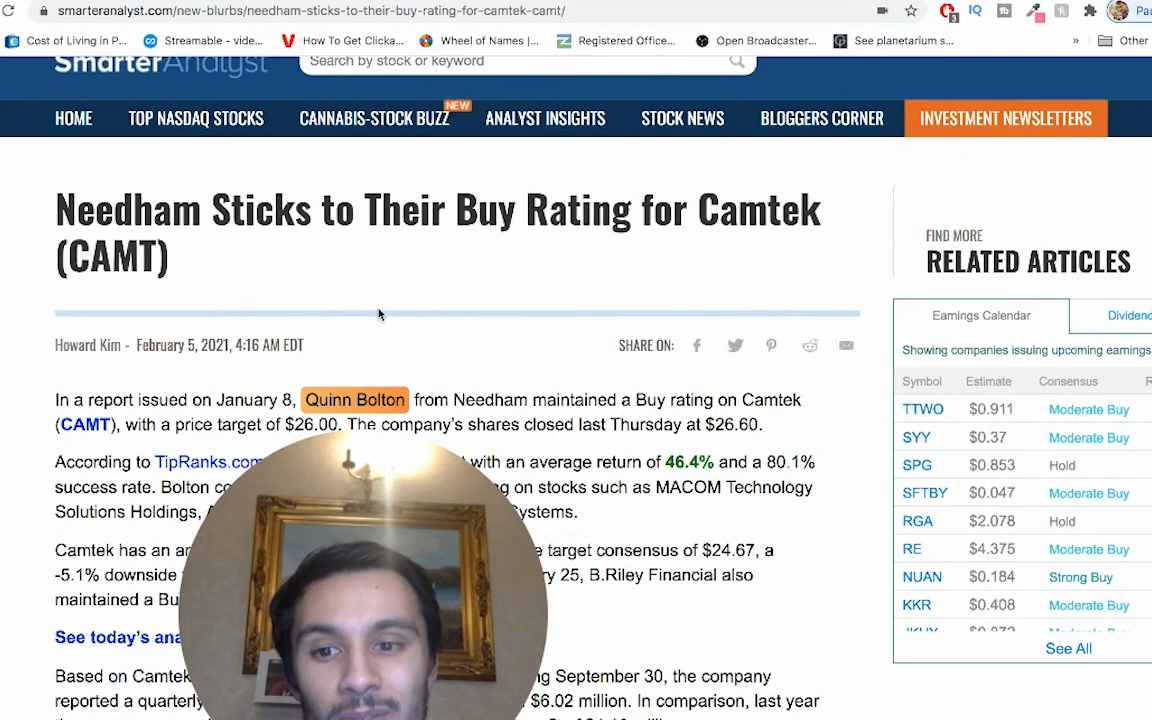 smarteranalyst.com/new-blurbs/needham-sticks-to-their-buy-rating-for-camtek-camt/
IQ
3
Pau
Cost of Living in P...
Streamable - vide...
How To Get Clicka...
Wheel of Names |...
Registered Office...
Open Broadcaster...
See planetarium s...
»
Other
SmarterAnalyst
Search by stock or keyword
HOME
TOP NASDAQ STOCKS
CANNABIS-STOCK BUZZ
NEW
ANALYST INSIGHTS
STOCK NEWS
BLOGGERS CORNER
INVESTMENT NEWSLETTERS
Needham Sticks to Their Buy Rating for Camtek
(CAMT)
Howard Kim - February 5, 2021, 4:16 AM EDT
SHARE ON:
In a report issued on January 8, Quinn Bolton from Needham maintained a Buy rating on Camtek
(CAMT), with a price target of $26.00. The company's shares closed last Thursday at $26.60.
According to TipRanks.com with an average return of 46.4% and a 80.1%
success rate. Bolton on stocks such as MACOM Technology
Solutions Holdings,
Camtek has an target consensus of $24.67, a
-5.1% downside 25, B.Riley Financial also
maintained a
See today's
Based on Camtek September 30, the company
reported a quarterly $6.02 million. In comparison, last year
FIND MORE
RELATED ARTICLES
Earnings Calendar
Dividend
Showing companies issuing upcoming earnings
Symbol Estimate Consensus
TTWO $0.911 Moderate Buy
SYY $0.37 Moderate Buy
SPG $0.853 Hold
SFTBY $0.047 Moderate Buy
RGA $2.078 Hold
RE $4.375 Moderate Buy
NUAN $0.184 Strong Buy
KKR $0.408 Moderate Buy
See All